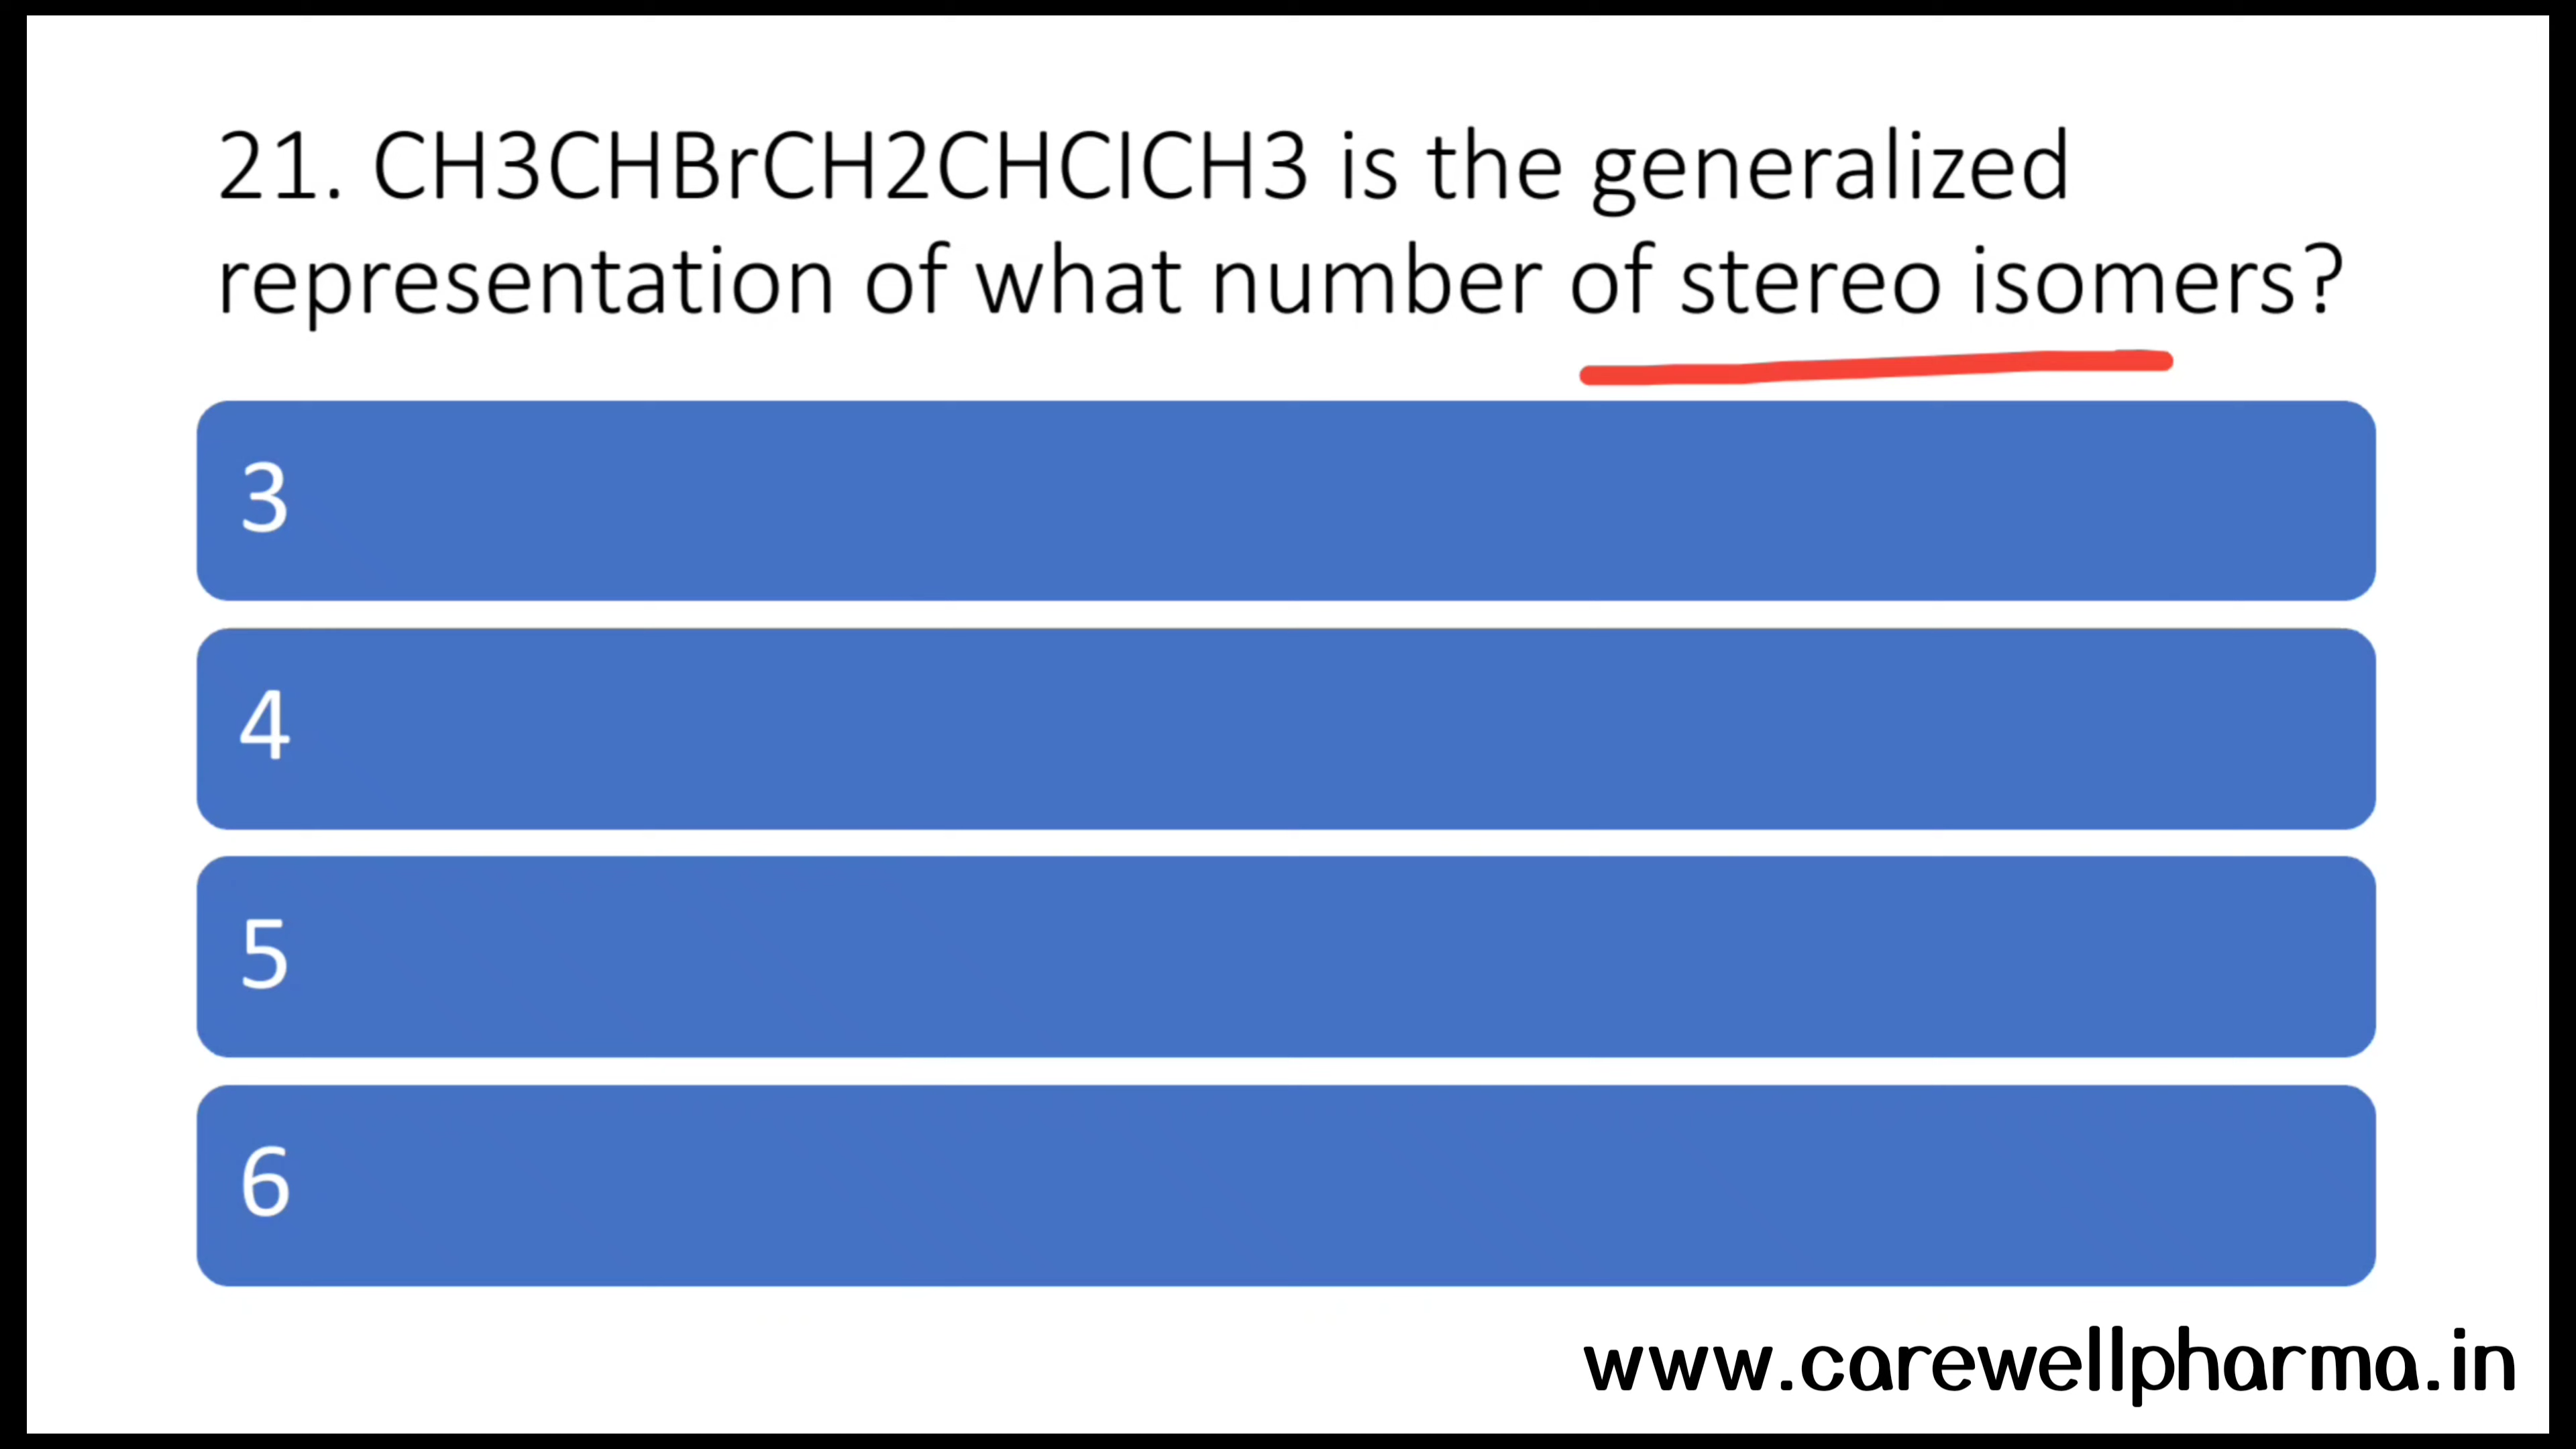 21. CH3CHBrCH2CHClCH3 is the generalized
representation of what number of stereo isomers?
3
4
5
6
www.carewellpharma.in